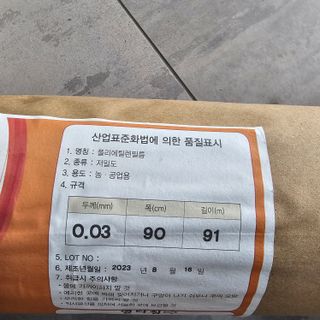 산업표준화법에 의한 품질표시
1. 명칭 : 폴리에틸렌필름
2. 종류 : 저밀도
3. 용도 : 농·공업용
4. 규격
두께(mm) 폭(cm) 길이(m)
0.03 90 91
5. LOT NO :
6. 제조년월일 : 2023 년 8 월 16 일
7. 취급시 주의사항